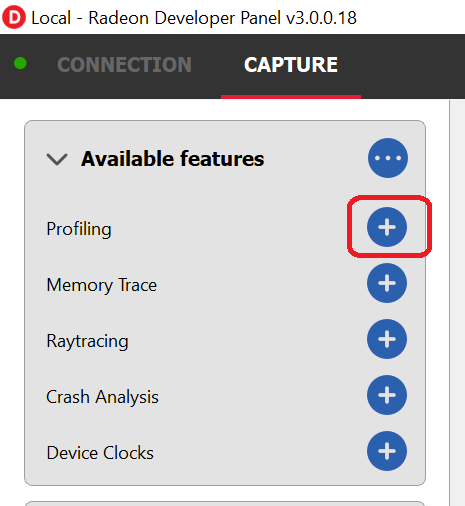 D Local - Radeon Developer Panel v3.0.0.18
CONNECTION CAPTURE
Available features
Profiling
Memory Trace
Raytracing
Crash Analysis
Device Clocks